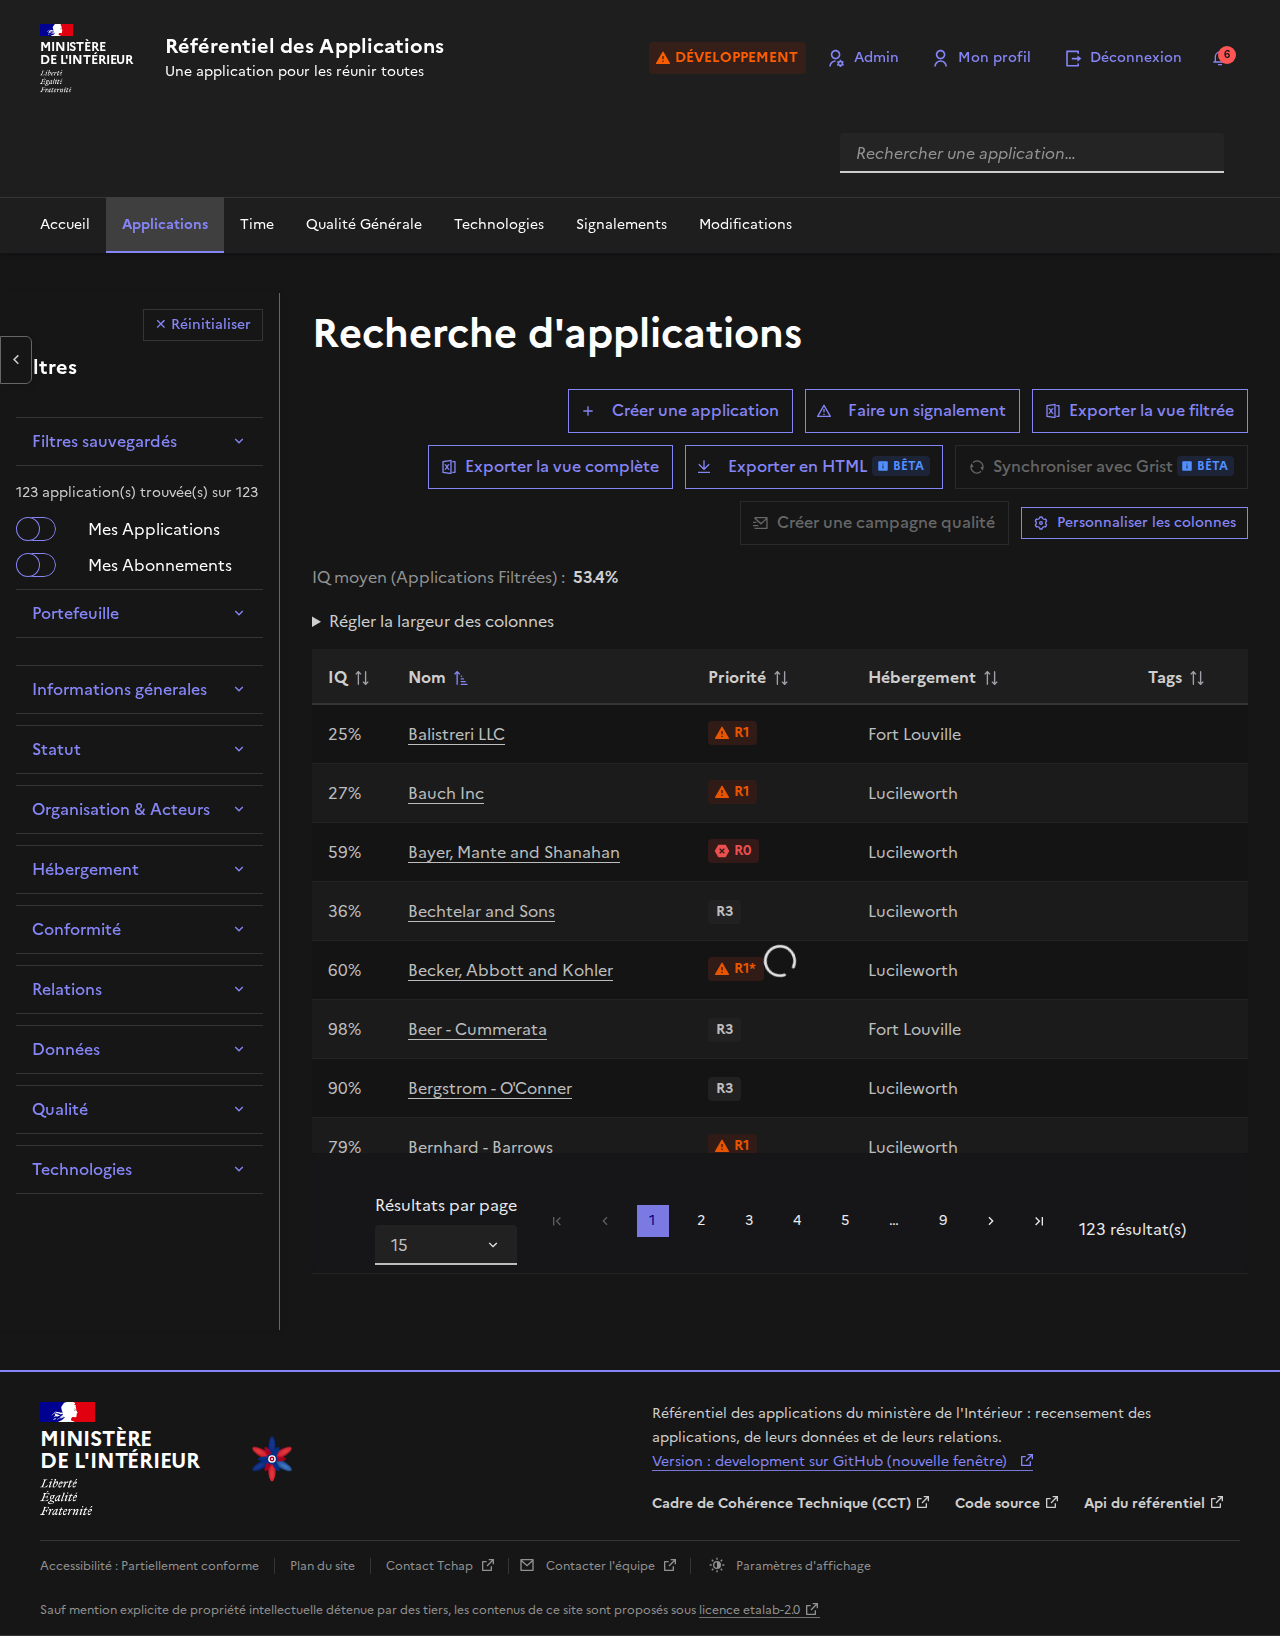 MINISTÈRE
DE L'INTÉRIEUR
Liberté
Égalité
Fraternité
Référentiel des Applications
Une application pour les réunir toutes
DÉVELOPPEMENT
Admin
Mon profil
Déconnexion
6
Rechercher une application…
Accueil
Applications
Time
Qualité Générale
Technologies
Signalements
Modifications
Réinitialiser
ltres
Filtres sauvegardés
123 application(s) trouvée(s) sur 123
Mes Applications
Mes Abonnements
Portefeuille
Informations génerales
Statut
Organisation & Acteurs
Hébergement
Conformité
Relations
Données
Qualité
Technologies
Recherche d'applications
Créer une application
Faire un signalement
Exporter la vue filtrée
Exporter la vue complète
Exporter en HTML BÊTA
Synchroniser avec Grist BÊTA
Créer une campagne qualité
Personnaliser les colonnes
IQ moyen (Applications Filtrées) : 53.4%
Régler la largeur des colonnes
IQ Nom Priorité Hébergement Tags
25% Balistreri LLC R1 Fort Louville
27% Bauch Inc R1 Lucileworth
59% Bayer, Mante and Shanahan R0 Lucileworth
36% Bechtelar and Sons R3 Lucileworth
60% Becker, Abbott and Kohler R1* Lucileworth
98% Beer - Cummerata R3 Fort Louville
90% Bergstrom - O'Conner R3 Lucileworth
79% Bernhard - Barrows R1 Lucileworth
Résultats par page
15
1 2 3 4 5 … 9
123 résultat(s)
MINISTÈRE
DE L'INTÉRIEUR
Liberté
Égalité
Fraternité
Référentiel des applications du ministère de l'Intérieur : recensement des
applications, de leurs données et de leurs relations.
Version : development sur GitHub (nouvelle fenêtre)
Cadre de Cohérence Technique (CCT)
Code source
Api du référentiel
Accessibilité : Partiellement conforme
Plan du site
Contact Tchap
Contacter l'équipe
Paramètres d'affichage
Sauf mention explicite de propriété intellectuelle détenue par des tiers, les contenus de ce site sont proposés sous licence etalab-2.0